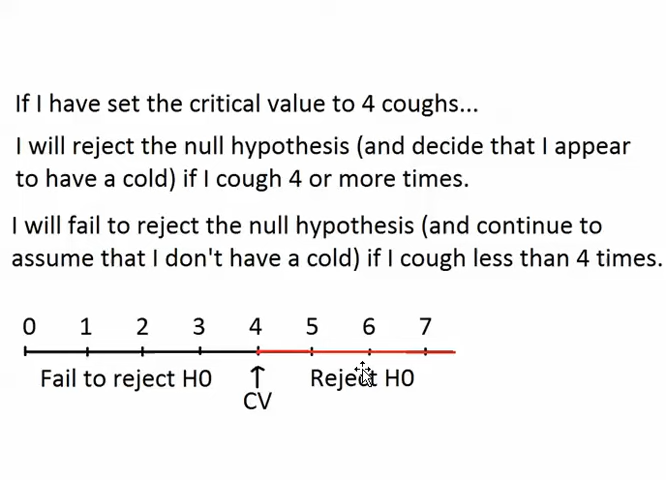 If I have set the critical value to 4 coughs...
I will reject the null hypothesis (and decide that I appear
to have a cold) if I cough 4 or more times.
I will fail to reject the null hypothesis (and continue to
assume that I don't have a cold) if I cough less than 4 times.
0 1 2 3 4 5 6 7
Fail to reject H0 ↑ Reject H0
CV